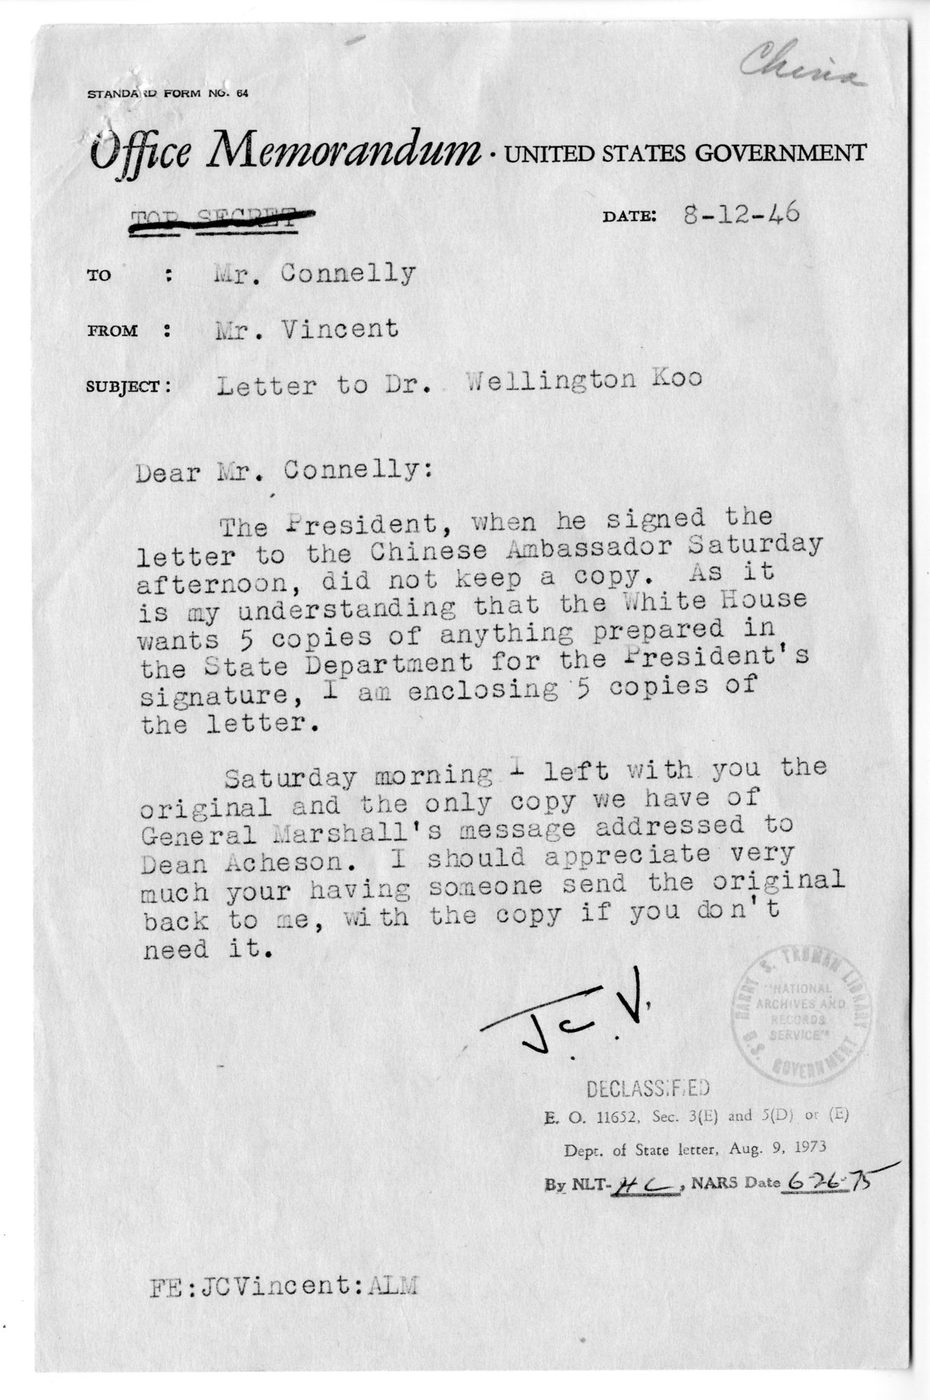 China
STANDARD FORM NO. 64
Office Memorandum · UNITED STATES GOVERNMENT
TOP SECRET
DATE: 8-12-46
TO : Mr. Connelly
FROM : Mr. Vincent
SUBJECT: Letter to Dr. Wellington Koo
Dear Mr. Connelly:
The President, when he signed the
letter to the Chinese Ambassador Saturday
afternoon, did not keep a copy. As it
is my understanding that the White House
wants 5 copies of anything prepared in
the State Department for the President's
signature, I am enclosing 5 copies of
the letter.
Saturday morning I left with you the
original and the only copy we have of
General Marshall's message addressed to
Dean Acheson. I should appreciate very
much your having someone send the original
back to me, with the copy if you don't
need it.
J.C.V.
HARRY S. TRUMAN LIBRARY
"NATIONAL
ARCHIVES AND
RECORDS
SERVICE"
U.S. GOVERNMENT
DECLASSIFIED
E. O. 11652, Sec. 3(E) and 5(D) or (E)
Dept. of State letter, Aug. 9, 1973
By NLT-HC, NARS Date 6-26-75
FE:JCVincent:ALM